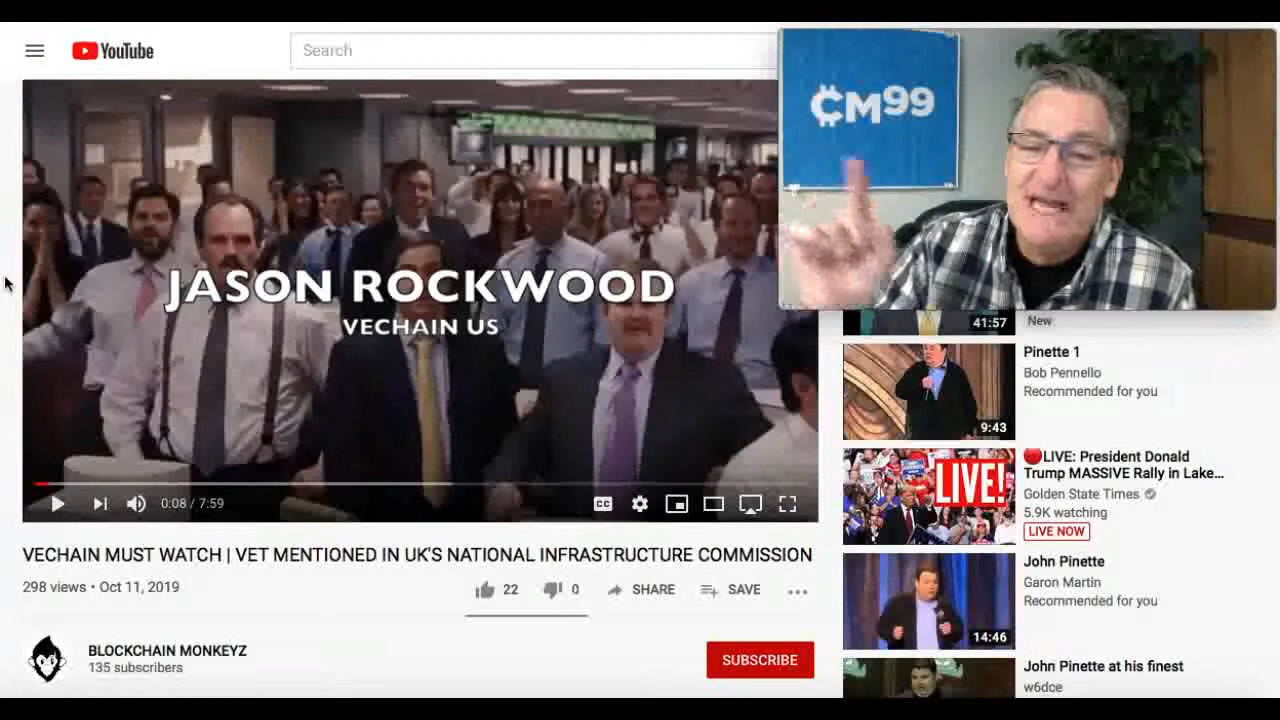 YouTube
Search
₿M99
JASON ROCKWOOD
VECHAIN US
0:08 / 7:59
CC
VECHAIN MUST WATCH | VET MENTIONED IN UK'S NATIONAL INFRASTRUCTURE COMMISSION
298 views • Oct 11, 2019
22
0
SHARE
SAVE
BLOCKCHAIN MONKEYZ
135 subscribers
SUBSCRIBE
41:57
New
Pinette 1
Bob Pennello
Recommended for you
9:43
LIVE: President Donald
Trump MASSIVE Rally in Lake...
Golden State Times
5.9K watching
LIVE NOW
LIVE!
John Pinette
Garon Martin
Recommended for you
14:46
John Pinette at his finest
w6dce